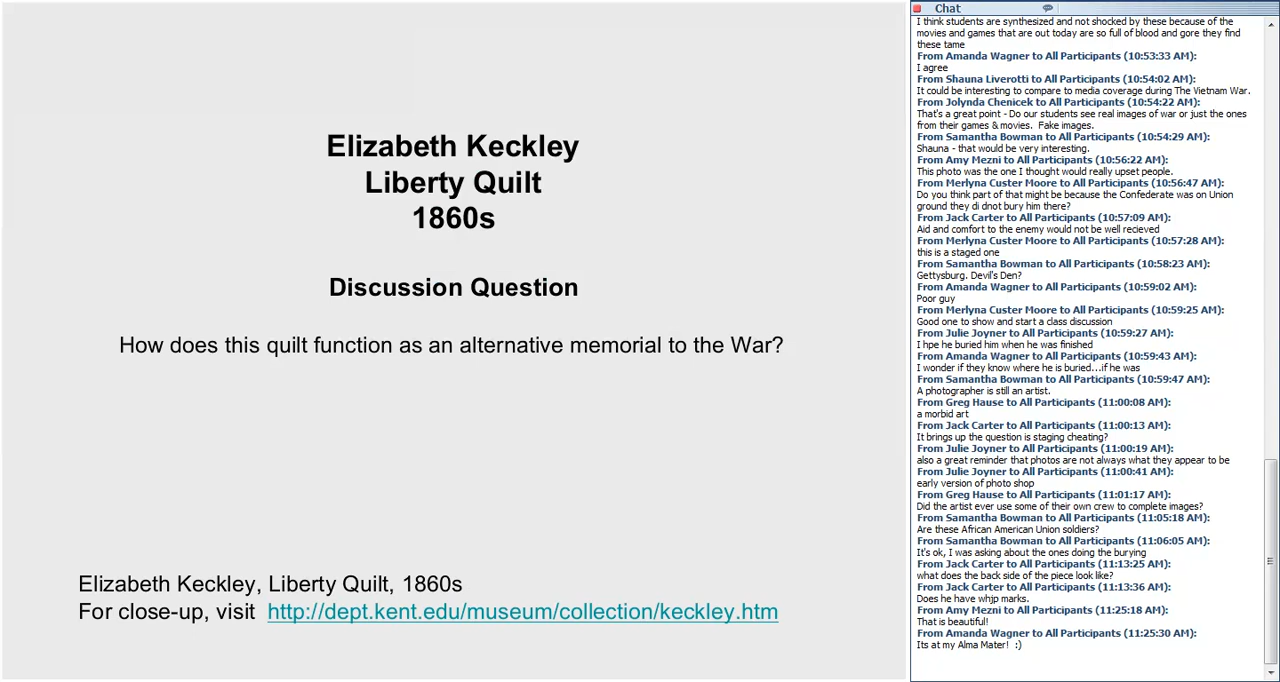 Elizabeth Keckley
Liberty Quilt
1860s
Discussion Question
How does this quilt function as an alternative memorial to the War?
Elizabeth Keckley, Liberty Quilt, 1860s
For close-up, visit http://dept.kent.edu/museum/collection/keckley.htm
Chat
I think students are synthesized and not shocked by these because of the
movies and games that are out today are so full of blood and gore they find
these tame
From Amanda Wagner to All Participants (10:53:33 AM):
I agree
From Shauna Liverotti to All Participants (10:54:02 AM):
It could be interesting to compare to media coverage during The Vietnam War.
From Jolynda Chenicek to All Participants (10:54:22 AM):
That's a great point - Do our students see real images of war or just the ones
from their games & movies.  Fake images.
From Samantha Bowman to All Participants (10:54:29 AM):
Shauna - that would be very interesting.
From Amy Mezni to All Participants (10:56:22 AM):
This photo was the one I thought would really upset people.
From Merlyna Custer Moore to All Participants (10:56:47 AM):
Do you think part of that might be because the Confederate was on Union
ground they di dnot bury him there?
From Jack Carter to All Participants (10:57:09 AM):
Aid and comfort to the enemy would not be well recieved
From Merlyna Custer Moore to All Participants (10:57:28 AM):
this is a staged one
From Samantha Bowman to All Participants (10:58:23 AM):
Gettysburg. Devil's Den?
From Amanda Wagner to All Participants (10:59:02 AM):
Poor guy
From Merlyna Custer Moore to All Participants (10:59:25 AM):
Good one to show and start a class discussion
From Julie Joyner to All Participants (10:59:27 AM):
I hpe he buried him when he was finished
From Amanda Wagner to All Participants (10:59:43 AM):
I wonder if they know where he is buried...if he was
From Samantha Bowman to All Participants (10:59:47 AM):
A photographer is still an artist.
From Greg Hause to All Participants (11:00:08 AM):
a morbid art
From Jack Carter to All Participants (11:00:13 AM):
It brings up the question is staging cheating?
From Julie Joyner to All Participants (11:00:19 AM):
also a great reminder that photos are not always what they appear to be
From Julie Joyner to All Participants (11:00:41 AM):
early version of photo shop
From Greg Hause to All Participants (11:01:17 AM):
Did the artist ever use some of their own crew to complete images?
From Samantha Bowman to All Participants (11:05:18 AM):
Are these African American Union soldiers?
From Samantha Bowman to All Participants (11:06:05 AM):
It's ok, I was asking about the ones doing the burying
From Jack Carter to All Participants (11:13:25 AM):
what does the back side of the piece look like?
From Jack Carter to All Participants (11:13:36 AM):
Does he have whjp marks.
From Amy Mezni to All Participants (11:25:18 AM):
That is beautiful!
From Amanda Wagner to All Participants (11:25:30 AM):
Its at my Alma Mater!  :)